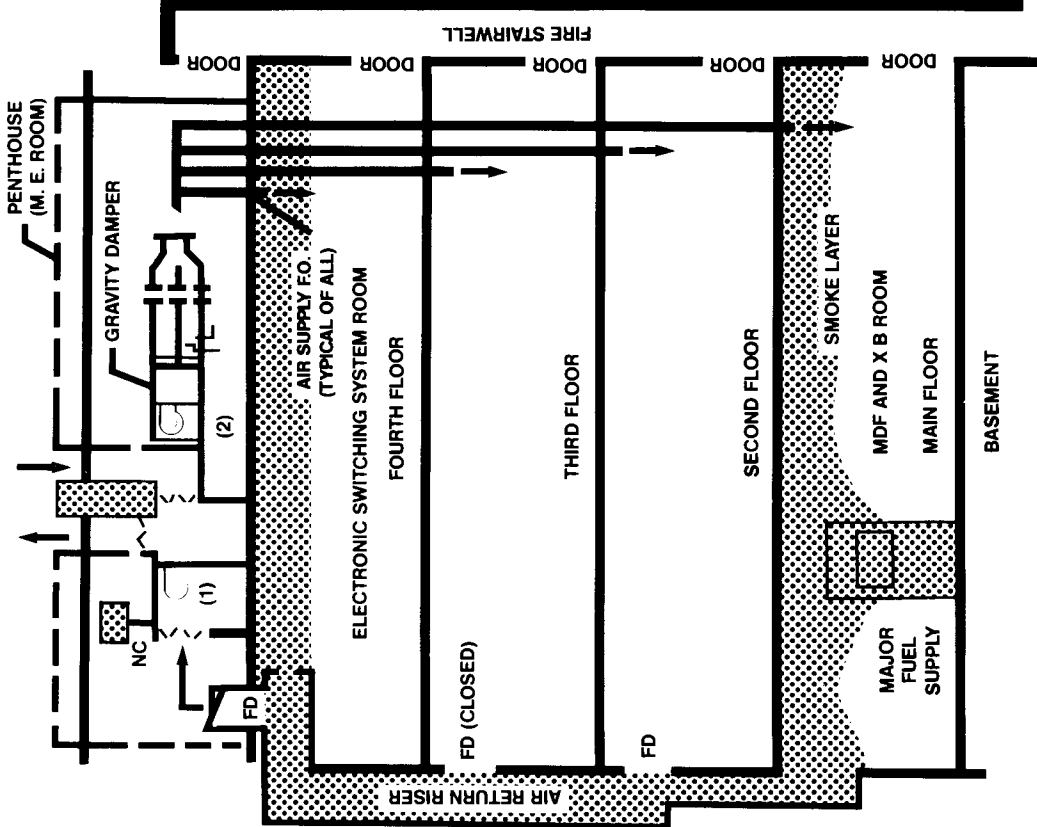 PENTHOUSE
(M. E. ROOM)
GRAVITY DAMPER
FIRE STAIRWELL
DOOR
DOOR
DOOR
DOOR
DOOR
NC
(1)
(2)
FD
AIR SUPPLY F.O.
(TYPICAL OF ALL)
ELECTRONIC SWITCHING SYSTEM ROOM
FOURTH FLOOR
FD (CLOSED)
THIRD FLOOR
FD
SECOND FLOOR
AIR RETURN RISER
SMOKE LAYER
MDF AND X B ROOM
MAIN FLOOR
MAJOR
FUEL
SUPPLY
BASEMENT